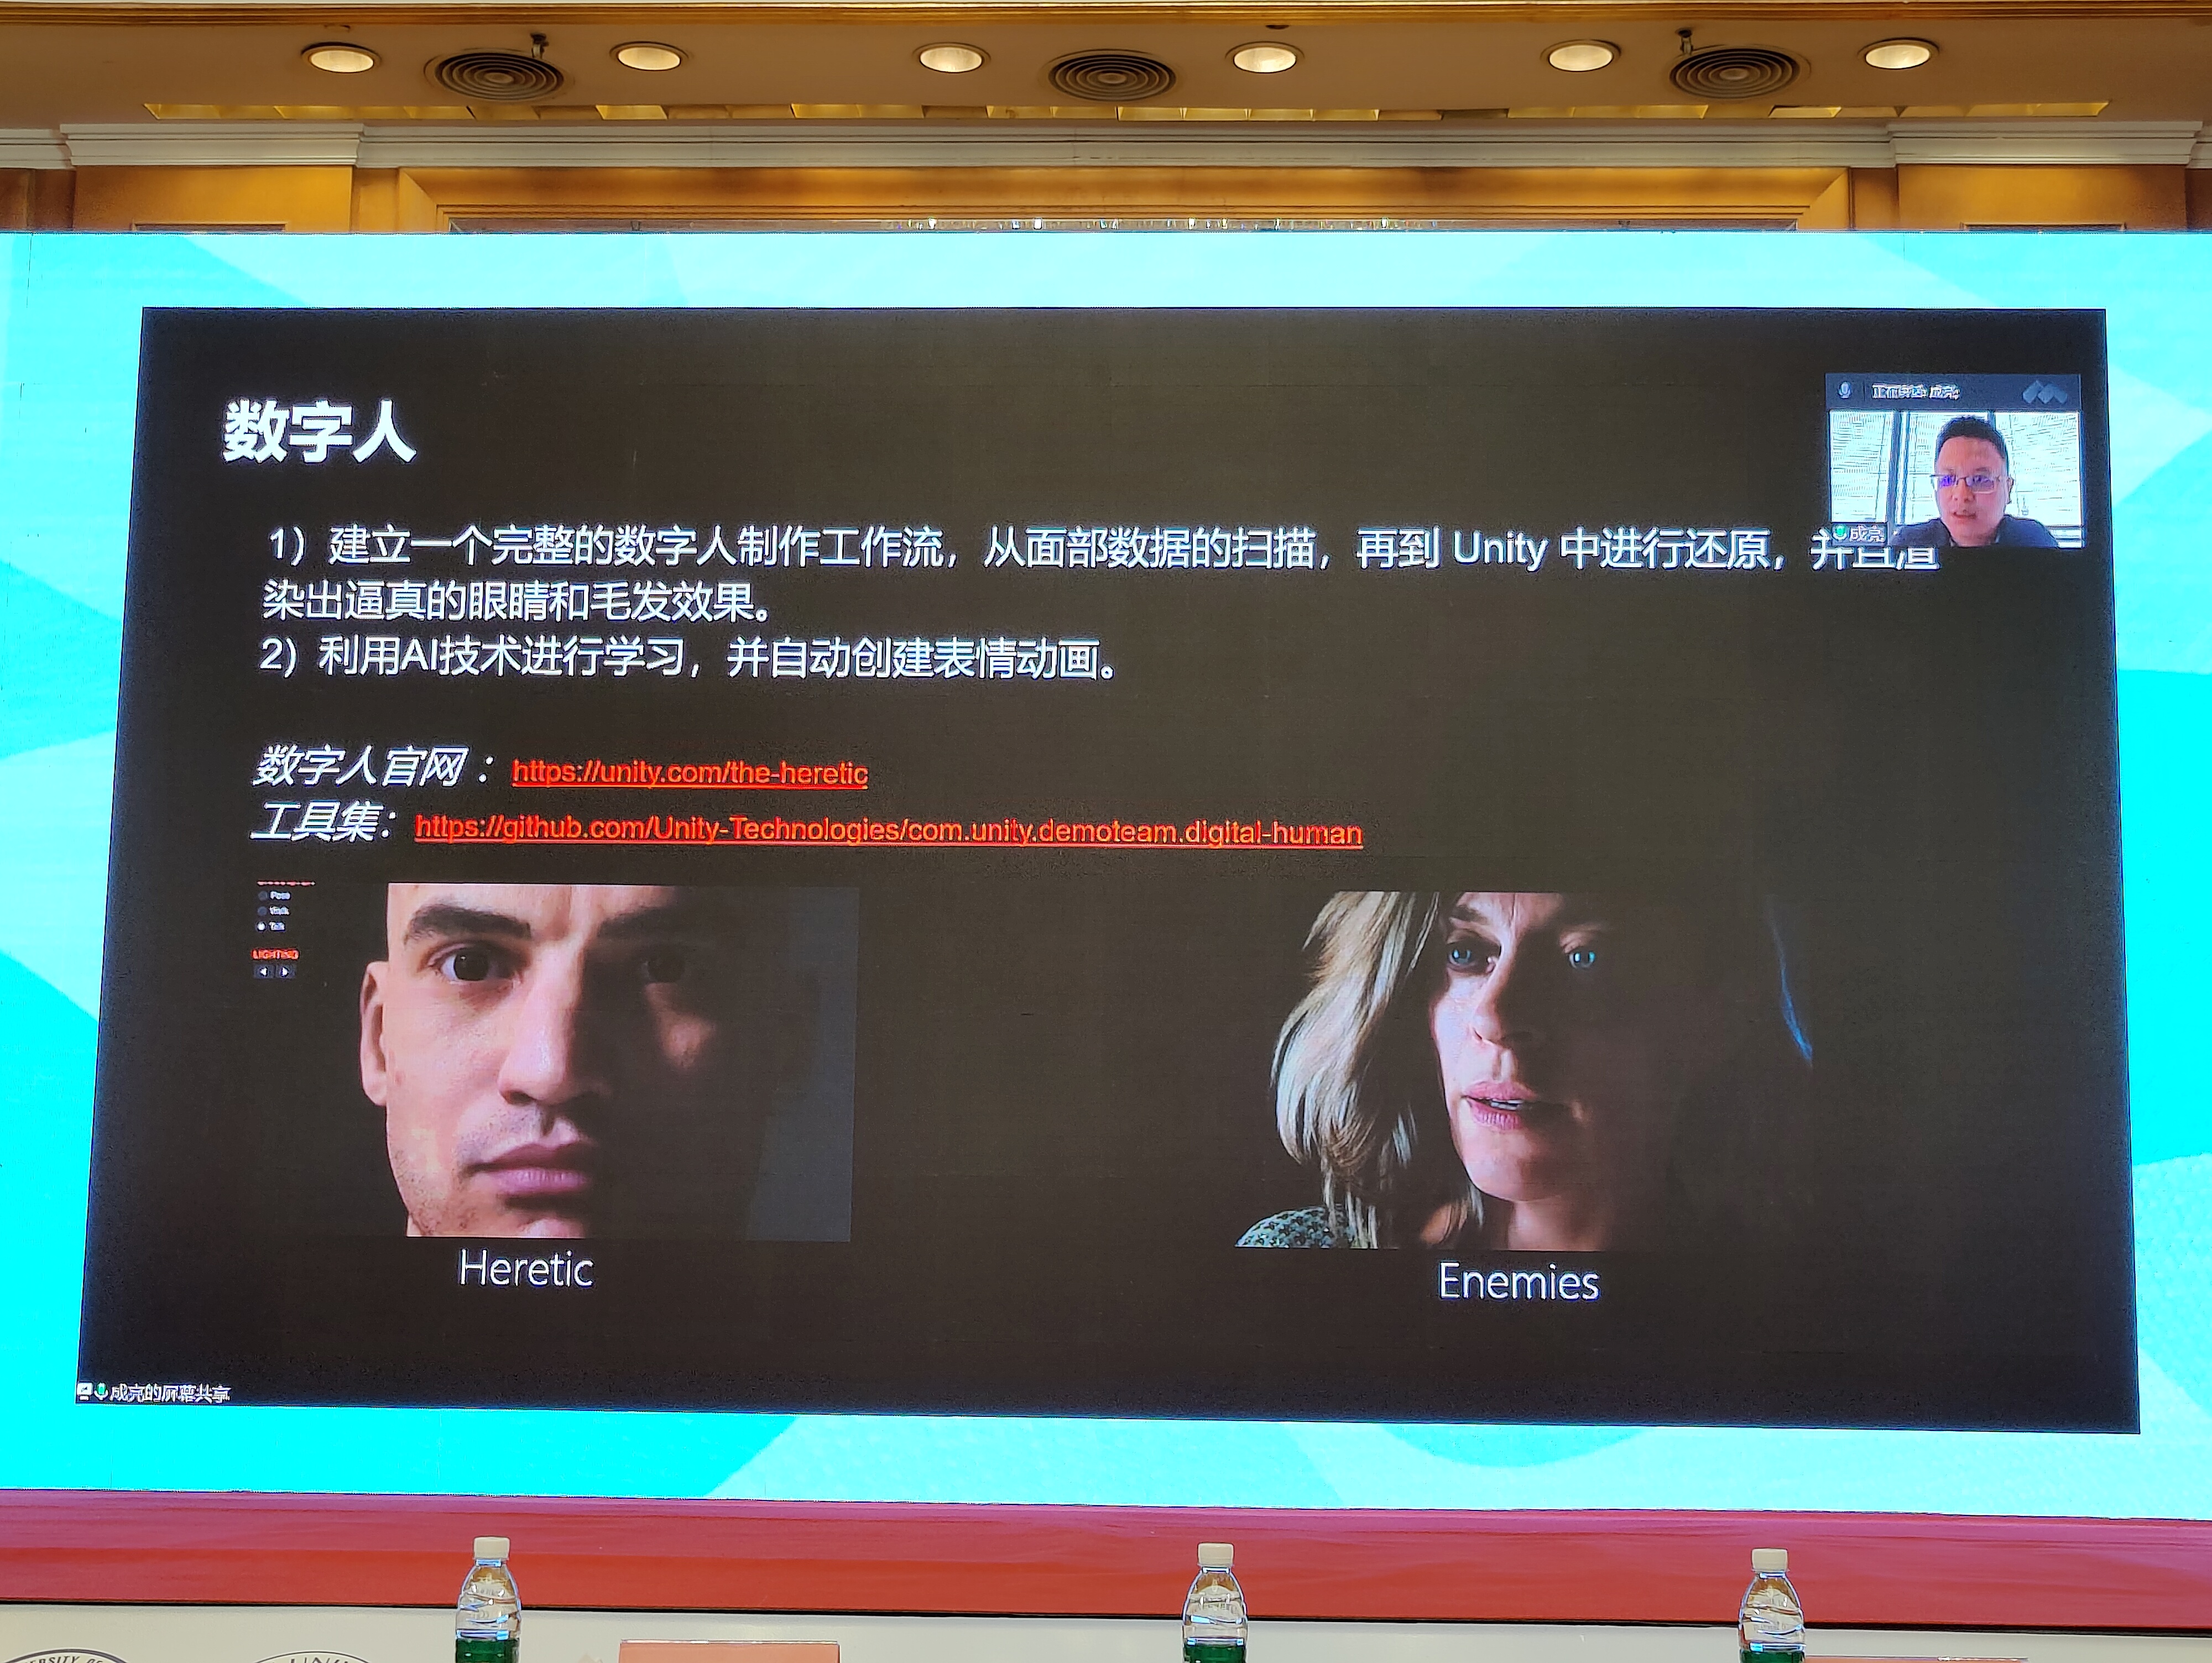 数字人
正在讲话: 成亮;
成亮
1）建立一个完整的数字人制作工作流，从面部数据的扫描，再到 Unity 中进行还原，并且渲
染出逼真的眼睛和毛发效果。
2）利用AI技术进行学习，并自动创建表情动画。
数字人官网：https://unity.com/the-heretic
工具集：https://github.com/Unity-Technologies/com.unity.demoteam.digital-human
Pose
Walk
Talk
LIGHTING
Heretic
Enemies
成亮的屏幕共享